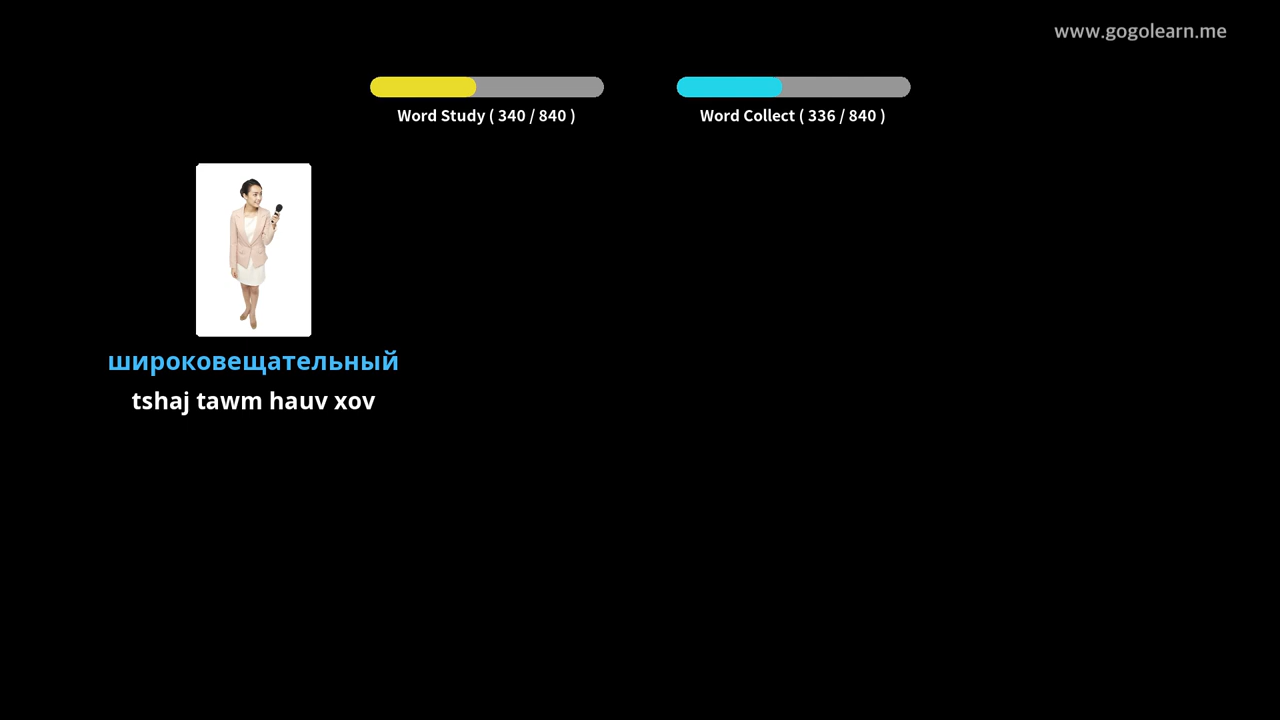 www.gogolearn.me
Word Study ( 340 / 840 )
Word Collect ( 336 / 840 )
широковещательный
tshaj tawm hauv xov